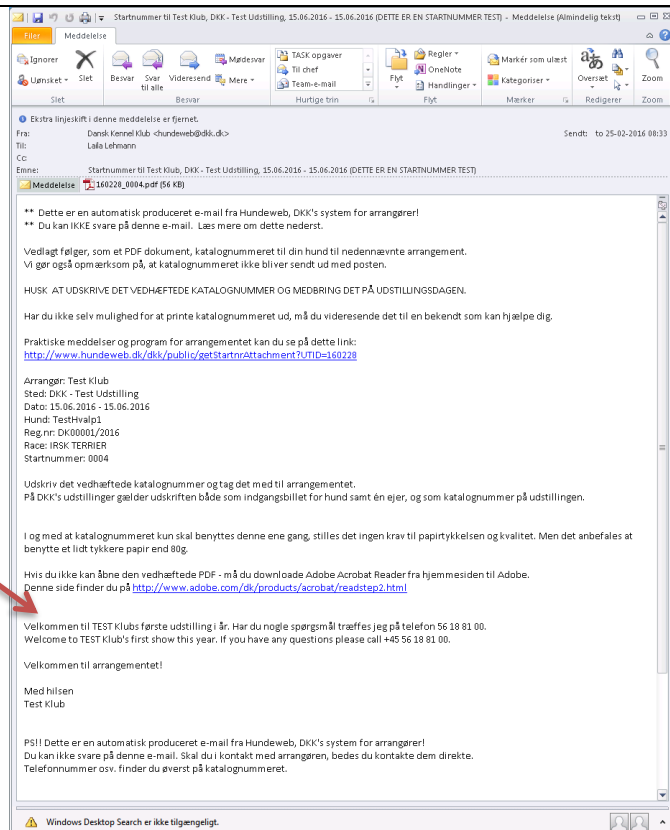 Startnummer til Test Klub, DKK- Test Udstilling, 15.06.2016 - 15.06.2016 (DETTE ER EN STARTNUMMER TEST) - Meddelelse (Almindelig tekst)
Filer Meddelelse
Ignorer
Uønsket
Slet
Besvar
Svar til alle
Videresend
Mødesvar
Mere
TASK opgaver
Til chef
Team-e-mail
Flyt
Regler
OneNote
Handlinger
Markér som ulæst
Kategoriser
Oversæt
Zoom
Slet Besvar Hurtige trin Flyt Mærker Redigerer Zoom
Ekstra linjeskift i denne meddelelse er fjernet.
Fra: Dansk Kennel Klub <hundeweb@dkk.dk> Sendt: to 25-02-2016 08:33
Til: Laila Lehmann
Cc:
Emne: Startnummer til Test Klub, DKK - Test Udstilling, 15.06.2016 - 15.06.2016 (DETTE ER EN STARTNUMMER TEST)
Meddelelse 160228_0004.pdf (56 KB)
** Dette er en automatisk produceret e-mail fra Hundeweb, DKK's system for arrangører!
** Du kan IKKE svare på denne e-mail. Læs mere om dette nederst.
Vedlagt følger, som et PDF dokument, katalognummeret til din hund til nedennævnte arrangement.
Vi gør også opmærksom på, at katalognummeret ikke bliver sendt ud med posten.
HUSK AT UDSKRIVE DET VEDHÆFTEDE KATALOGNUMMER OG MEDBRING DET PÅ UDSTILLINGSDAGEN.
Har du ikke selv mulighed for at printe katalognummeret ud, må du videresende det til en bekendt som kan hjælpe dig.
Praktiske meddelser og program for arrangementet kan du se på dette link:
http://www.hundeweb.dk/dkk/public/getStartnrAttachment?UTID=160228
Arrangør: Test Klub
Sted: DKK - Test Udstilling
Dato: 15.06.2016 - 15.06.2016
Hund: TestHvalp1
Reg.nr: DK00001/2016
Race: IRSK TERRIER
Startnummer: 0004
Udskriv det vedhæftede katalognummer og tag det med til arrangementet.
På DKK's udstillinger gælder udskriften både som indgangsbillet for hund samt én ejer, og som katalognummer på udstillingen.
I og med at katalognummeret kun skal benyttes denne ene gang, stilles det ingen krav til papirtykkelsen og kvalitet. Men det anbefales at
benytte et lidt tykkere papir end 80g.
Hvis du ikke kan åbne den vedhæftede PDF - må du downloade Adobe Acrobat Reader fra hjemmesiden til Adobe.
Denne side finder du på http://www.adobe.com/dk/products/acrobat/readstep2.html
Velkommen til TEST Klubs første udstilling i år. Har du nogle spørgsmål træffes jeg på telefon 56 18 81 00.
Welcome to TEST Klub's first show this year. If you have any questions please call +45 56 18 81 00.
Velkommen til arrangementet!
Med hilsen
Test Klub
PS!! Dette er en automatisk produceret e-mail fra Hundeweb, DKK's system for arrangører!
Du kan ikke svare på denne e-mail. Skal du i kontakt med arrangøren, bedes du kontakte dem direkte.
Telefonnummer osv. finder du øverst på katalognummeret.
Windows Desktop Search er ikke tilgængeligt.